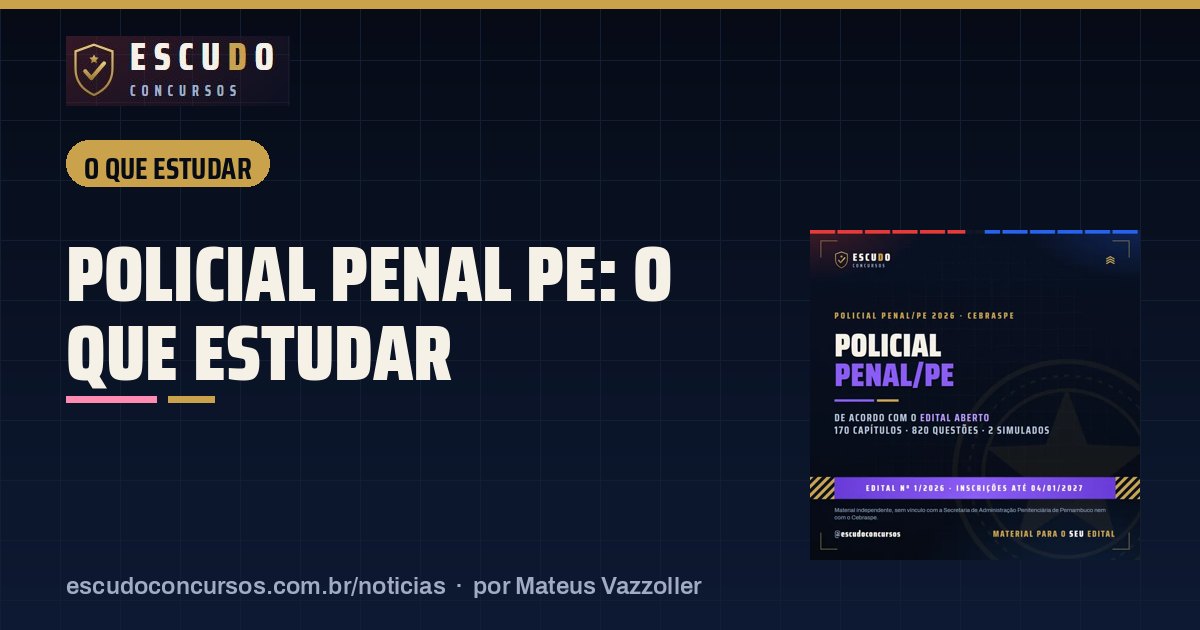 ESCUDO
CONCURSOS
O QUE ESTUDAR
POLICIAL PENAL PE: O
QUE ESTUDAR
escudoconcursos.com.br/noticias · por Mateus Vazzoller
ESCUDO
CONCURSOS
POLICIAL PENAL/PE 2026 · CEBRASPE
POLICIAL
PENAL/PE
DE ACORDO COM O EDITAL ABERTO
170 CAPÍTULOS · 820 QUESTÕES · 2 SIMULADOS
EDITAL Nº 1/2026 · INSCRIÇÕES ATÉ 04/01/2027
Material independente, sem vínculo com a Secretaria de Administração Penitenciária de Pernambuco nem
com o Cebraspe.
@escudoconcursos
MATERIAL PARA O SEU EDITAL